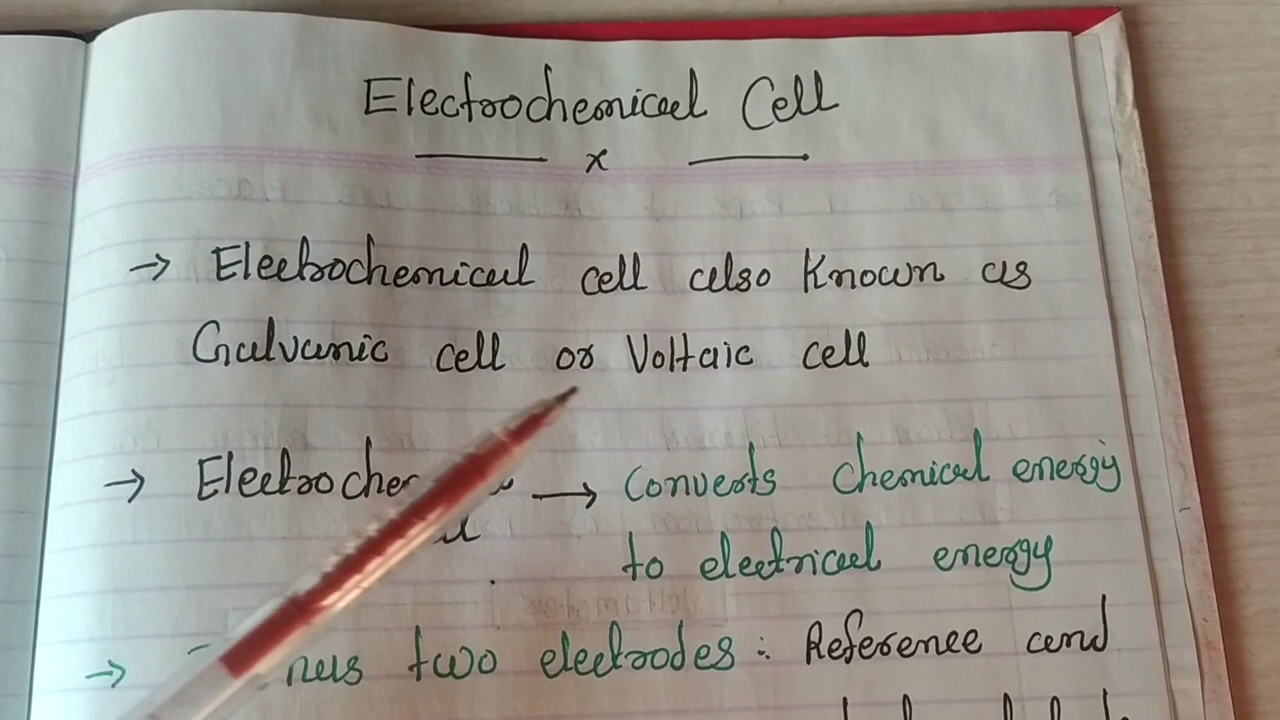 Electrochemical Cell
x
→ Electrochemical cell also known as
Galvanic cell or Voltaic cell
→ → Converts chemical energy
to electrical energy
→ two electrodes : Reference and